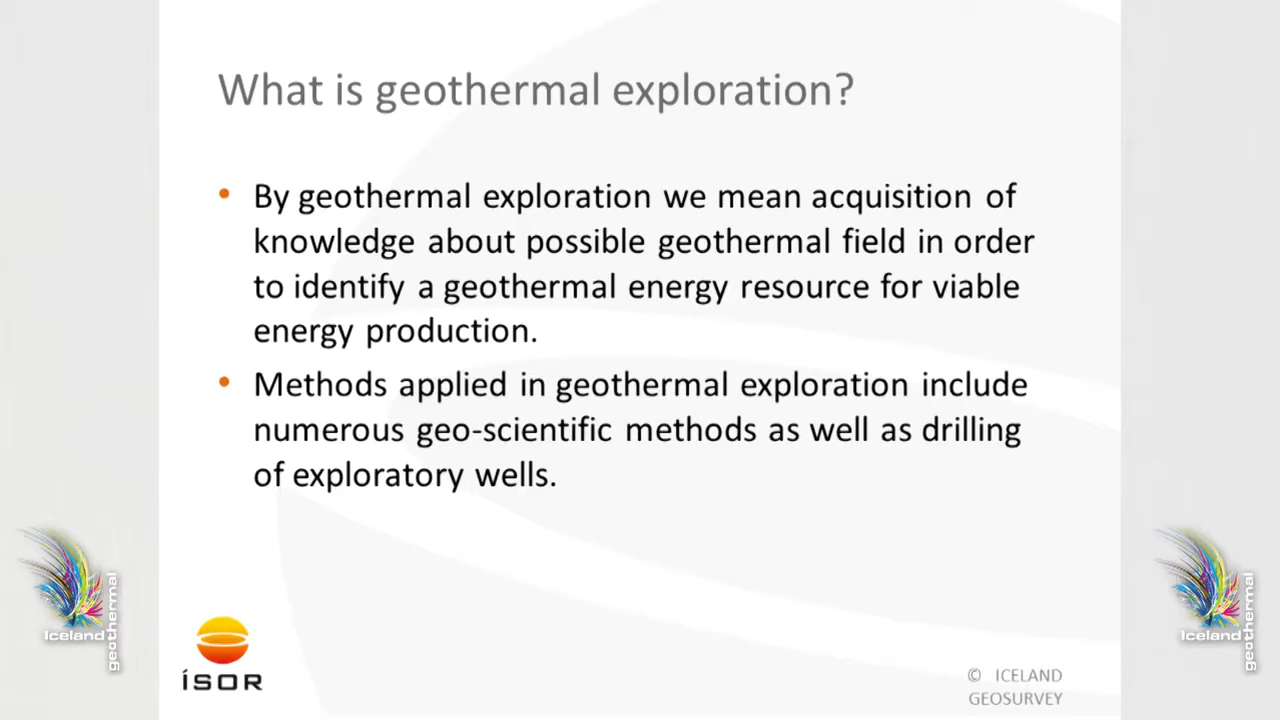 What is geothermal exploration?
• By geothermal exploration we mean acquisition of
knowledge about possible geothermal field in order
to identify a geothermal energy resource for viable
energy production.
• Methods applied in geothermal exploration include
numerous geo-scientific methods as well as drilling
of exploratory wells.
Iceland
geothermal
ÍSOR
© ICELAND
GEOSURVEY
Iceland
geothermal